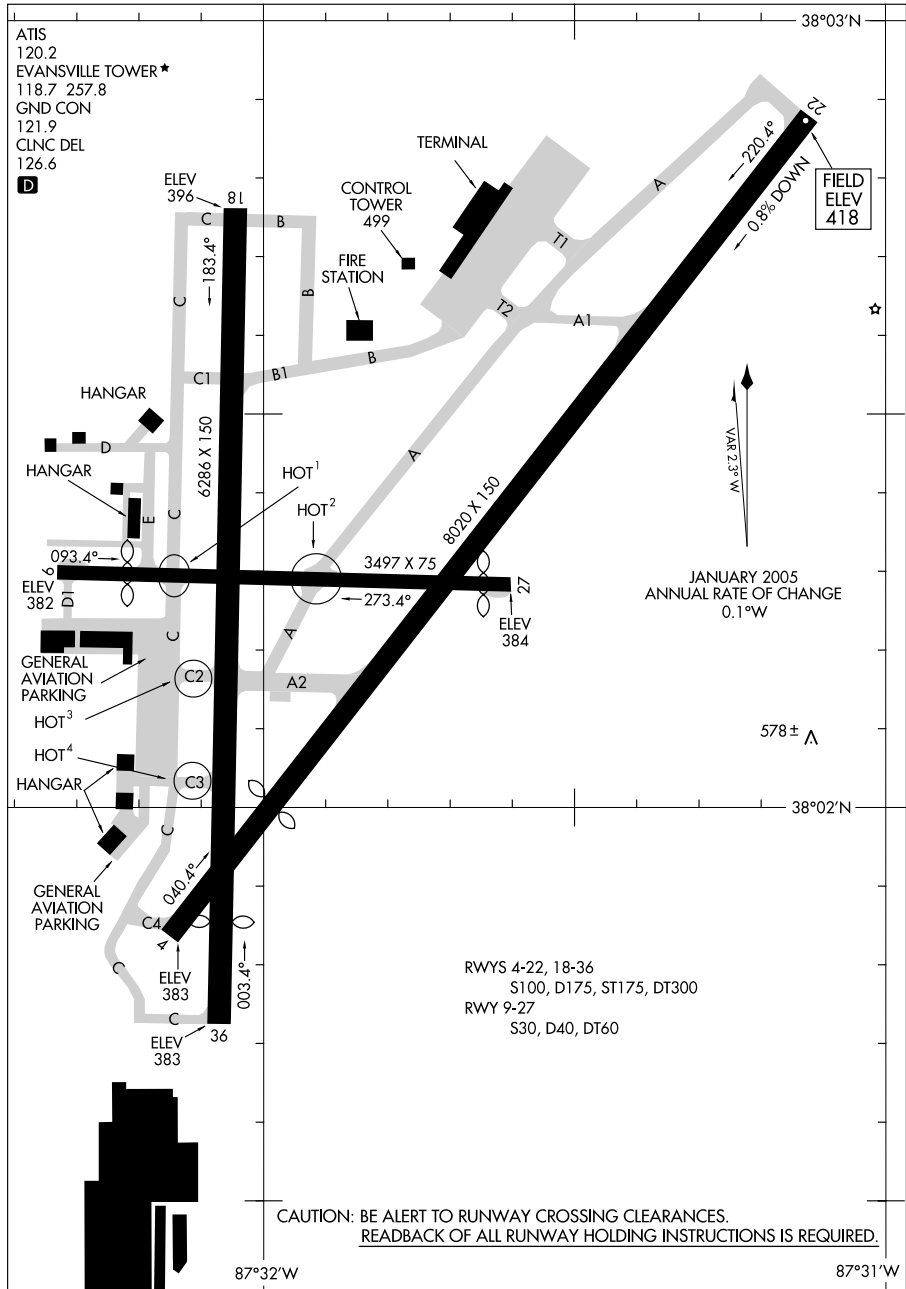 ATIS
120.2
EVANSVILLE TOWER★
118.7 257.8
GND CON
121.9
CLNC DEL
126.6
D
38°03'N
22
220.4°
0.8% DOWN
FIELD
ELEV
418
TERMINAL
CONTROL
TOWER
499
FIRE
STATION
ELEV
396
18
C
B
183.4°
C
B
A
T1
T2
A1
C1
B1
B
HANGAR
D
6286 X 150
HANGAR
E
C
HOT1
HOT2
A
8020 X 150
VAR 2.3° W
JANUARY 2005
ANNUAL RATE OF CHANGE
0.1°W
093.4°
9
ELEV
382
D1
3497 X 75
273.4°
27
ELEV
384
C
A
GENERAL
AVIATION
PARKING
C2
A2
HOT3
578 ±
HOT4
HANGAR
C3
38°02'N
C
040.4°
GENERAL
AVIATION
PARKING
C4
4
C
ELEV
383
003.4°
RWYS 4-22, 18-36
S100, D175, ST175, DT300
RWY 9-27
S30, D40, DT60
C
ELEV
383
36
CAUTION: BE ALERT TO RUNWAY CROSSING CLEARANCES.
READBACK OF ALL RUNWAY HOLDING INSTRUCTIONS IS REQUIRED.
87°32'W
87°31'W